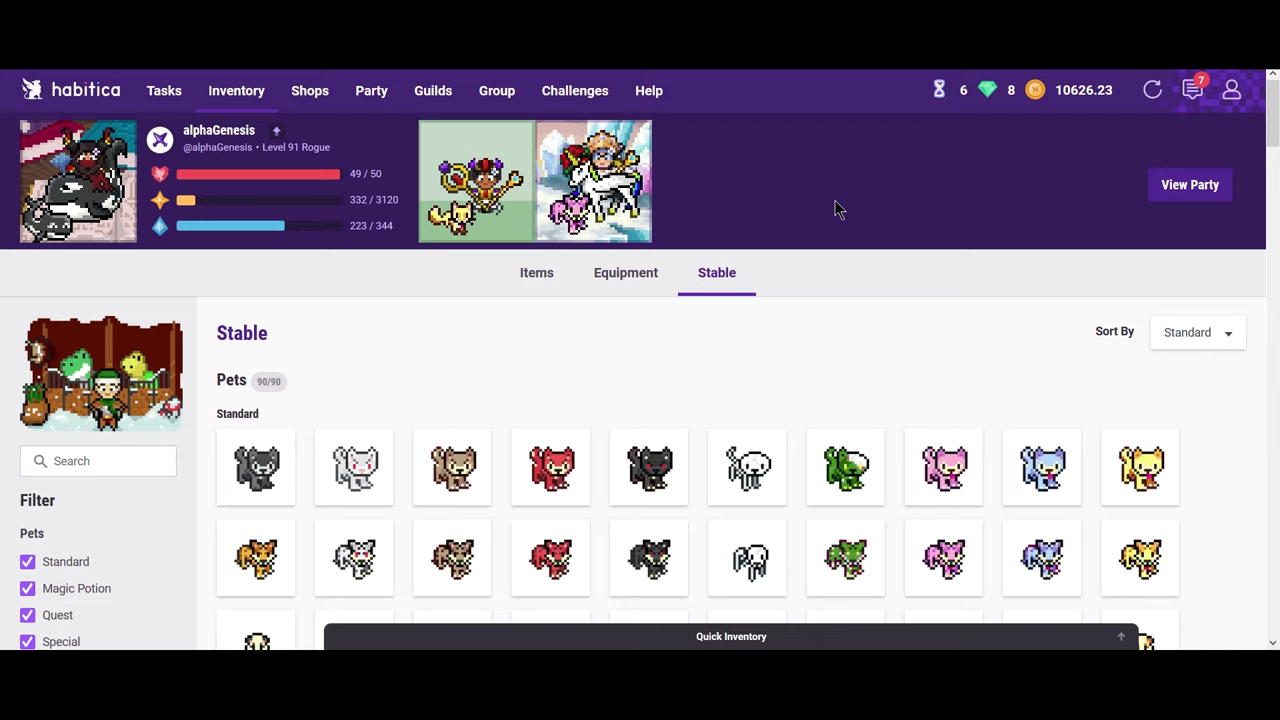 habitica Tasks Inventory Shops Party Guilds Group Challenges Help 6 8 10626.23 7
alphaGenesis
@alphaGenesis • Level 91 Rogue
49 / 50
332 / 3120
223 / 344
View Party
Items Equipment Stable
Stable
Sort By Standard
Pets 90/90
Standard
Search
Filter
Pets
Standard
Magic Potion
Quest
Special
Quick Inventory